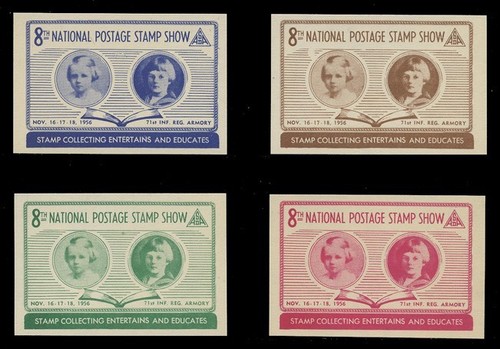 8TH NATIONAL POSTAGE STAMP SHOW
NOV. 16-17-18, 1956 71st INF. REG. ARMORY
STAMP COLLECTING ENTERTAINS AND EDUCATES
8TH NATIONAL POSTAGE STAMP SHOW
NOV. 16-17-18, 1956 71st INF. REG. ARMORY
STAMP COLLECTING ENTERTAINS AND EDUCATES
8TH NATIONAL POSTAGE STAMP SHOW
NOV. 16-17-18, 1956 71st INF. REG. ARMORY
STAMP COLLECTING ENTERTAINS AND EDUCATES
8TH NATIONAL POSTAGE STAMP SHOW
NOV. 16-17-18, 1956 71st INF. REG. ARMORY
STAMP COLLECTING ENTERTAINS AND EDUCATES